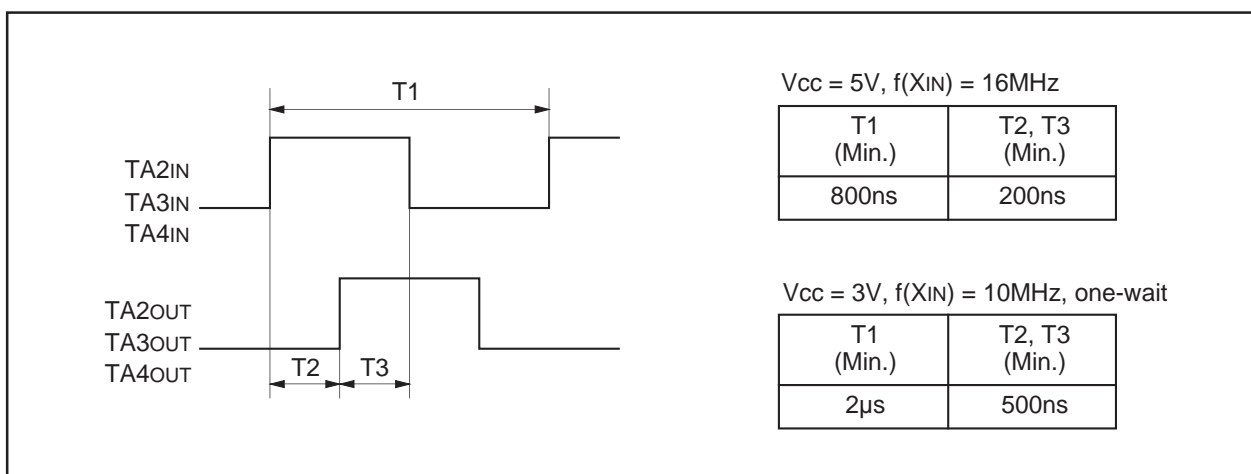 T1
TA2IN
TA3IN
TA4IN
TA2OUT
TA3OUT
TA4OUT
T2 T3
Vcc = 5V, f(XIN) = 16MHz
T1 (Min.) T2, T3 (Min.)
800ns 200ns
Vcc = 3V, f(XIN) = 10MHz, one-wait
T1 (Min.) T2, T3 (Min.)
2µs 500ns